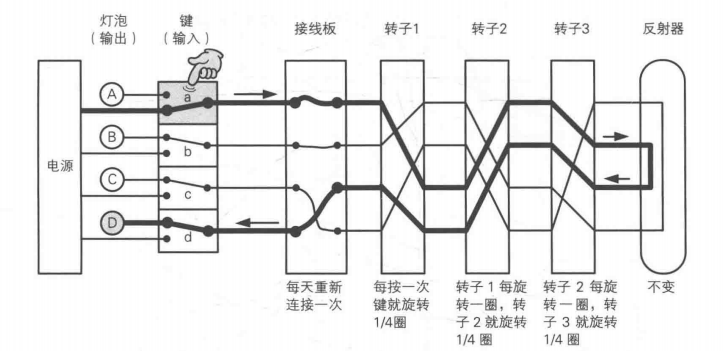 灯泡
（输出）
键
（输入）
接线板
转子1
转子2
转子3
反射器
A
a
B
b
电源
C
c
D
d
每天重新
连接一次
每按一次
键就旋转
1/4圈
转子 1 每旋
转一圈，转
子 2 就旋转
1/4 圈
转子 2 每旋
转一圈，转
子 3 就旋转
1/4 圈
不变